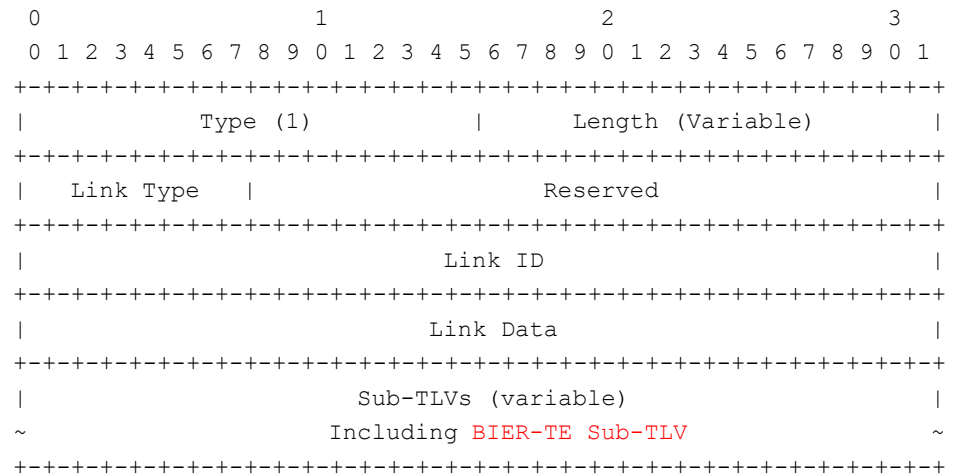 0                   1                   2                   3
 0 1 2 3 4 5 6 7 8 9 0 1 2 3 4 5 6 7 8 9 0 1 2 3 4 5 6 7 8 9 0 1
+-+-+-+-+-+-+-+-+-+-+-+-+-+-+-+-+-+-+-+-+-+-+-+-+-+-+-+-+-+-+-+-+
|            Type (1)           |      Length (Variable)        |
+-+-+-+-+-+-+-+-+-+-+-+-+-+-+-+-+-+-+-+-+-+-+-+-+-+-+-+-+-+-+-+-+
|   Link Type   |                    Reserved                   |
+-+-+-+-+-+-+-+-+-+-+-+-+-+-+-+-+-+-+-+-+-+-+-+-+-+-+-+-+-+-+-+-+
|                             Link ID                           |
+-+-+-+-+-+-+-+-+-+-+-+-+-+-+-+-+-+-+-+-+-+-+-+-+-+-+-+-+-+-+-+-+
|                            Link Data                          |
+-+-+-+-+-+-+-+-+-+-+-+-+-+-+-+-+-+-+-+-+-+-+-+-+-+-+-+-+-+-+-+-+
|                       Sub-TLVs (variable)                     |
~                     Including BIER-TE Sub-TLV                 ~
+-+-+-+-+-+-+-+-+-+-+-+-+-+-+-+-+-+-+-+-+-+-+-+-+-+-+-+-+-+-+-+-+